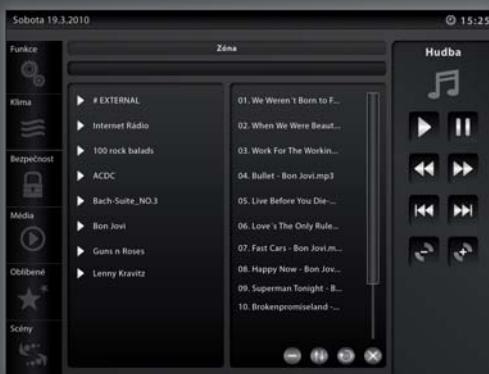 Sobota 19.3.2010
15:25
Funkce
Klima
Bezpečnost
Média
Oblíbené
Scény
Zóna
# EXTERNAL
Internet Rádio
100 rock balads
ACDC
Bach-Suite_NO.3
Bon Jovi
Guns n Roses
Lenny Kravitz
01. We Weren´t Born to F...
02. When We Were Beaut...
03. Work For The Workin...
04. Bullet - Bon Jovi.mp3
05. Live Before You Die-...
06. Love´s The Only Rule...
07. Fast Cars - Bon Jovi.m...
08. Happy Now - Bon Jov...
09. Superman Tonight - B...
10. Brokenpromiseland -...
Hudba